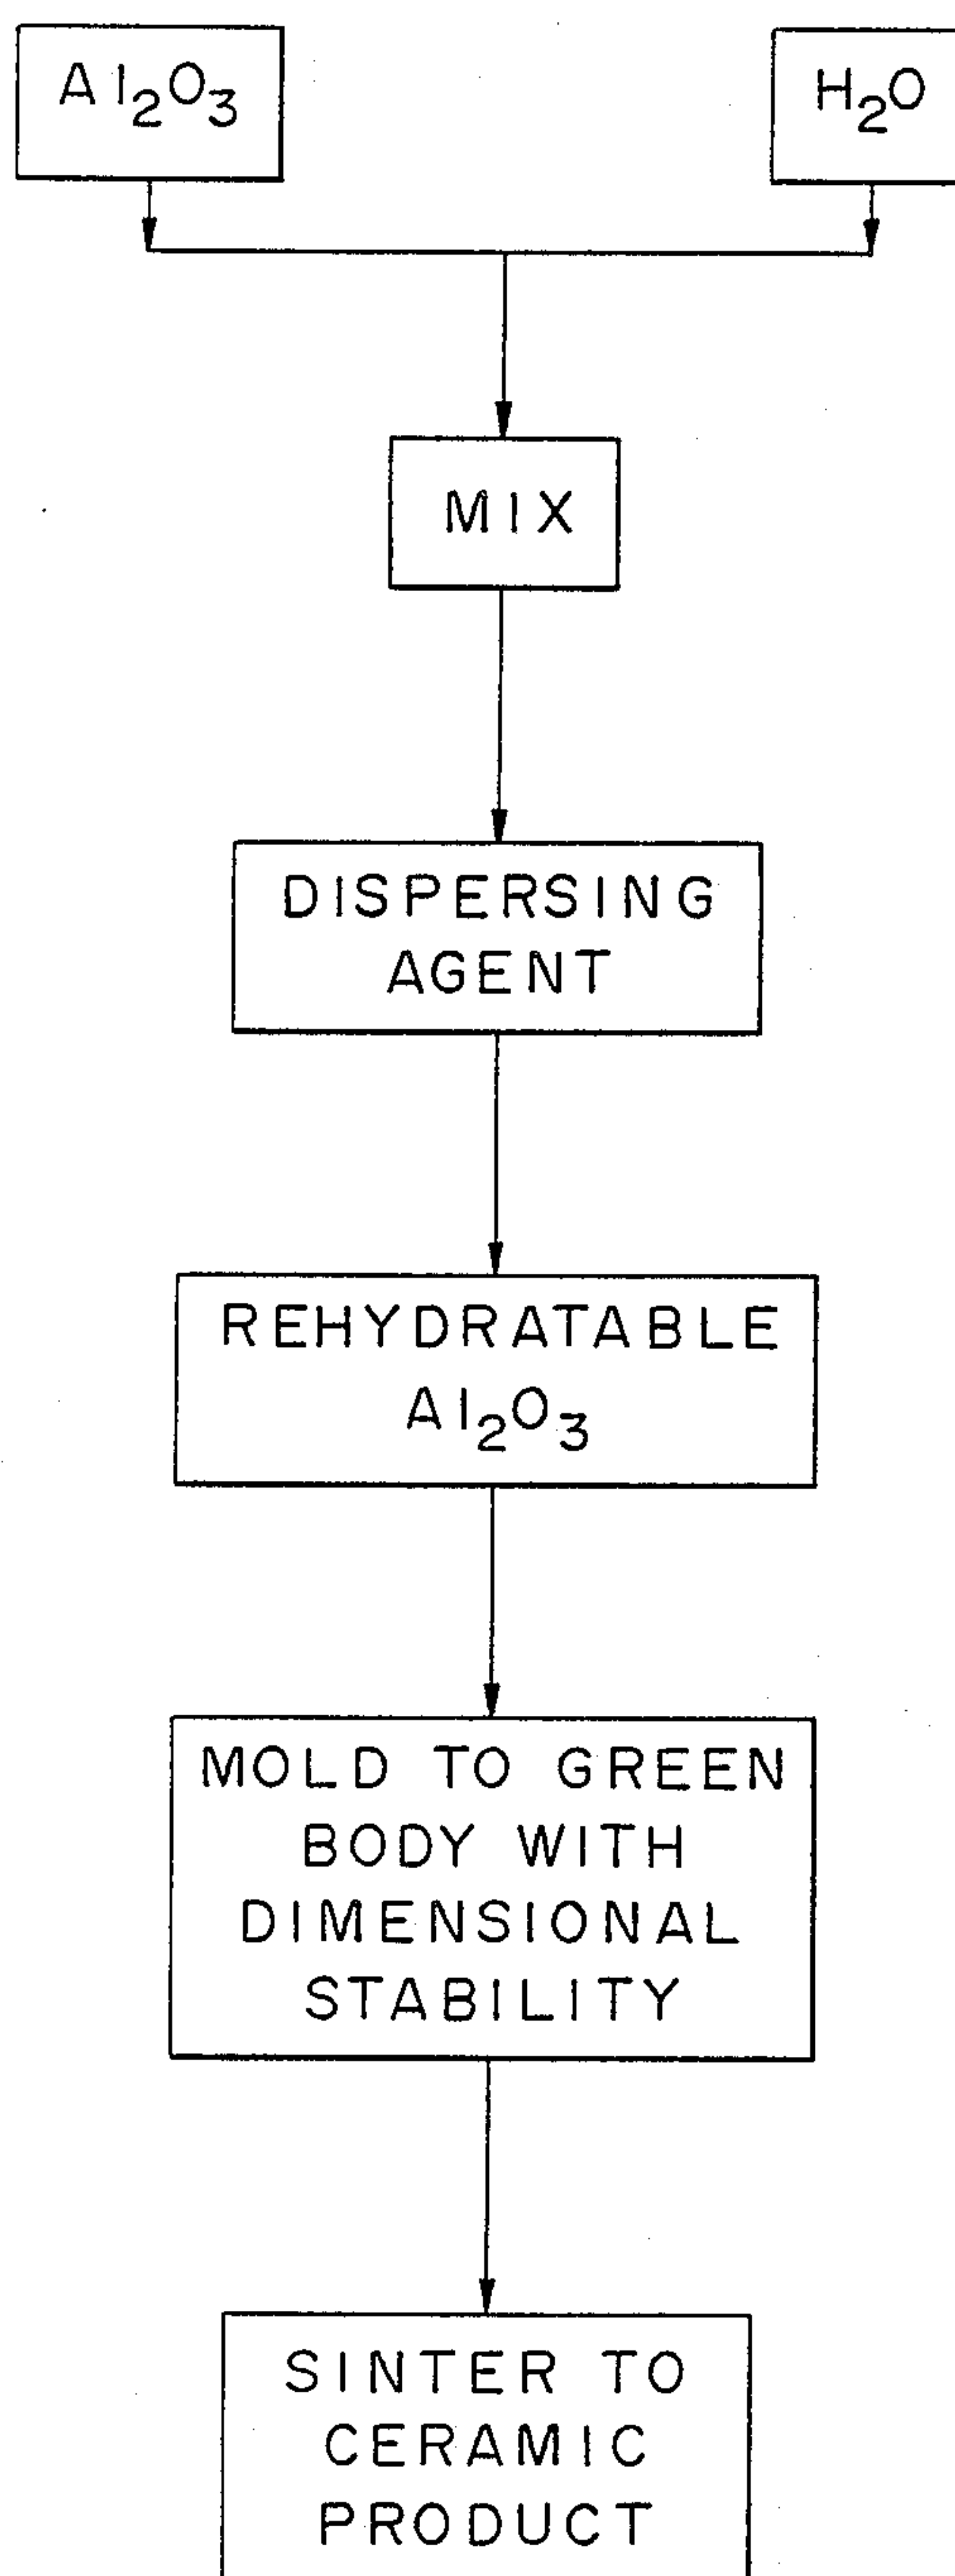 Al₂O₃
H₂O
MIX
DISPERSING
AGENT
REHYDRATABLE
Al₂O₃
MOLD TO GREEN
BODY WITH
DIMENSIONAL
STABILITY
SINTER TO
CERAMIC
PRODUCT